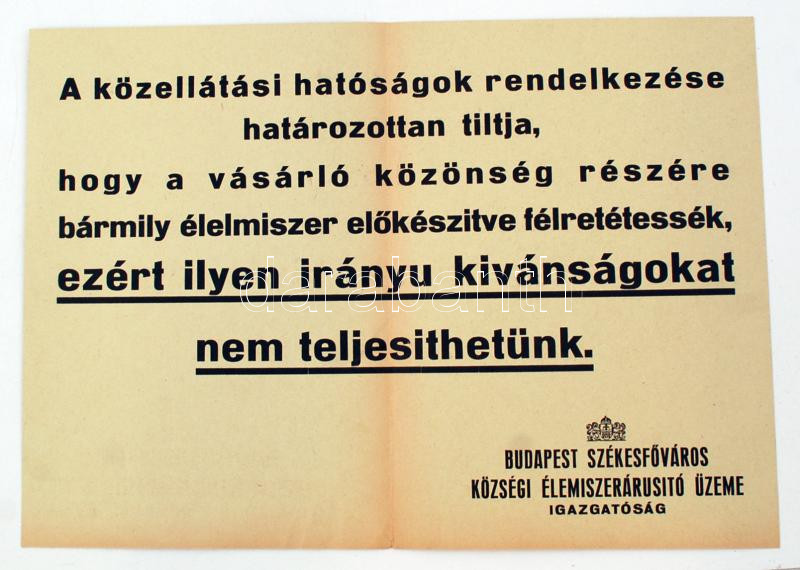 A közellátási hatóságok rendelkezése
határozottan tiltja,
hogy a vásárló közönség részére
bármily élelmiszer előkészitve félretétessék,
ezért ilyen irányu kivánságokat
darabanth
nem teljesithetünk.
BUDAPEST SZÉKESFŐVÁROS
KÖZSÉGI ÉLEMISZERÁRUSITÓ ÜZEME
IGAZGATÓSÁG